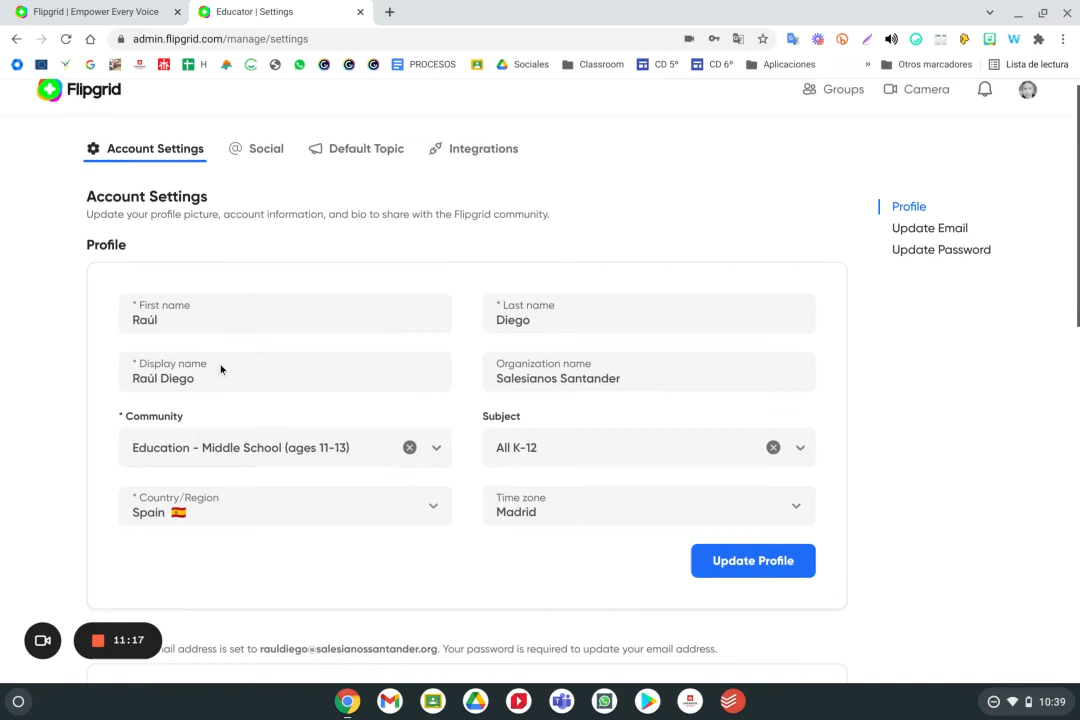 Flipgrid | Empower Every Voice
Educator | Settings
admin.flipgrid.com/manage/settings
H
PROCESOS
Sociales
Classroom
CD 5º
CD 6º
Aplicaciones
»
Otros marcadores
Lista de lectura
Flipgrid
Groups
Camera
Account Settings
Social
Default Topic
Integrations
Account Settings
Update your profile picture, account information, and bio to share with the Flipgrid community.
Profile
Update Email
Update Password
Profile
* First name
Raúl
* Last name
Diego
* Display name
Raúl Diego
Organization name
Salesianos Santander
* Community
Education - Middle School (ages 11-13)
Subject
All K-12
* Country/Region
Spain
Time zone
Madrid
Update Profile
11:17
ail address is set to rauldiego@salesianossantander.org. Your password is required to update your email address.
10:39